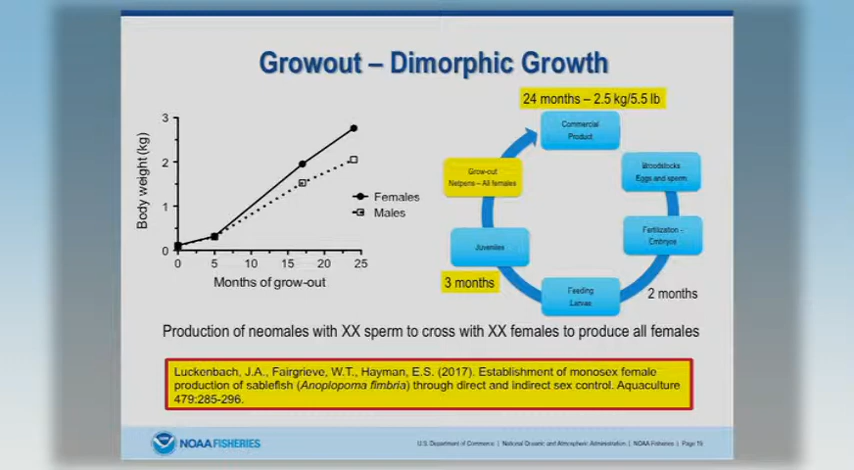 Growout – Dimorphic Growth
24 months – 2.5 kg/5.5 lb
Commercial
Product
Broodstocks
Eggs and sperm
Fertilization -
Embryos
2 months
Feeding
Larvae
3 months
Juveniles
Grow-out
Netpens – All females
3
2
1
0
Body weight (kg)
0 5 10 15 20 25
Months of grow-out
Females
Males
Production of neomales with XX sperm to cross with XX females to produce all females
Luckenbach, J.A., Fairgrieve, W.T., Hayman, E.S. (2017). Establishment of monosex female
production of sablefish (Anoplopoma fimbria) through direct and indirect sex control. Aquaculture
479:285-296.
NOAA FISHERIES
U.S. Department of Commerce | National Oceanic and Atmospheric Administration | NOAA Fisheries | Page 19